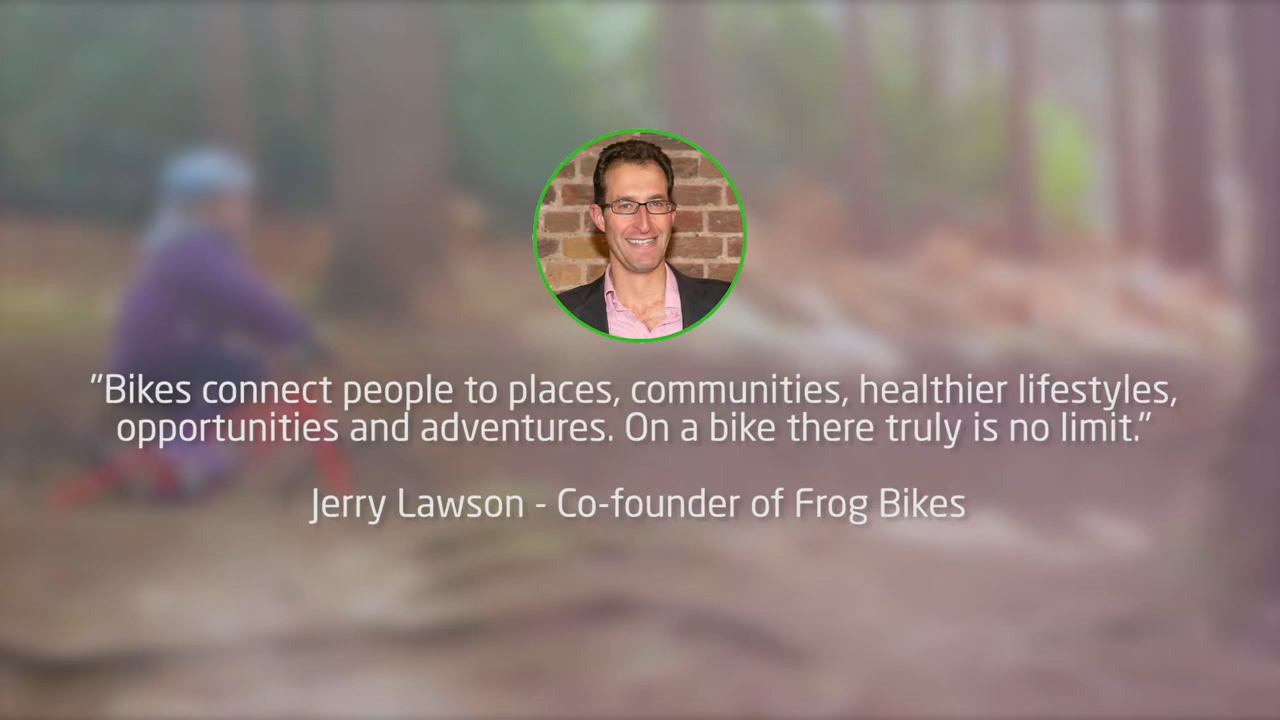 "Bikes connect people to places, communities, healthier lifestyles,
opportunities and adventures. On a bike there truly is no limit."
Jerry Lawson - Co-founder of Frog Bikes